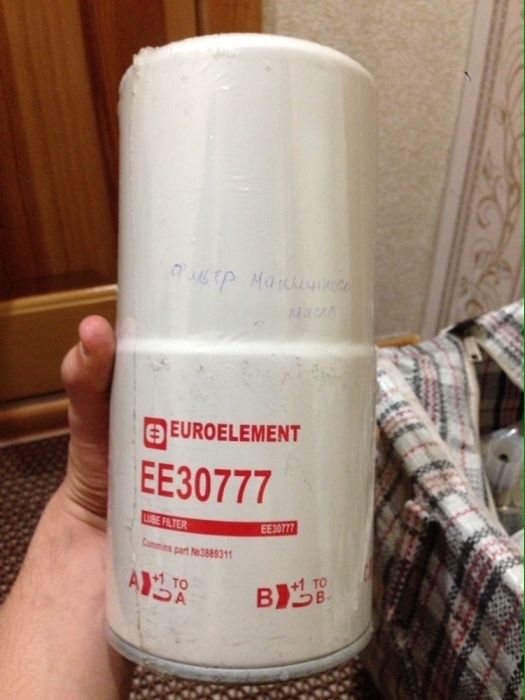 Фильтр машинного
масла
EUROELEMENT
EE30777
LUBE FILTER EE30777
Cummins part №3889311
A +1 TO A
B +1 TO B